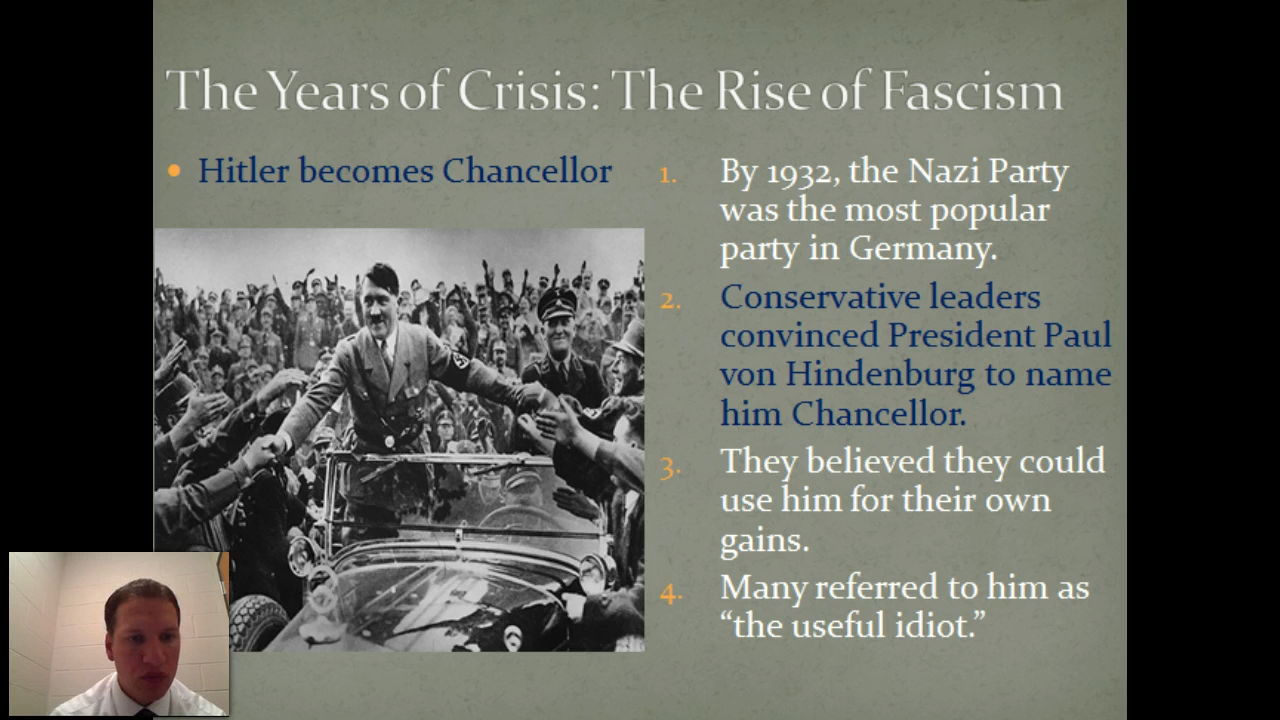 The Years of Crisis: The Rise of Fascism
• Hitler becomes Chancellor
1. By 1932, the Nazi Party
was the most popular
party in Germany.
2. Conservative leaders
convinced President Paul
von Hindenburg to name
him Chancellor.
3. They believed they could
use him for their own
gains.
4. Many referred to him as
“the useful idiot.”